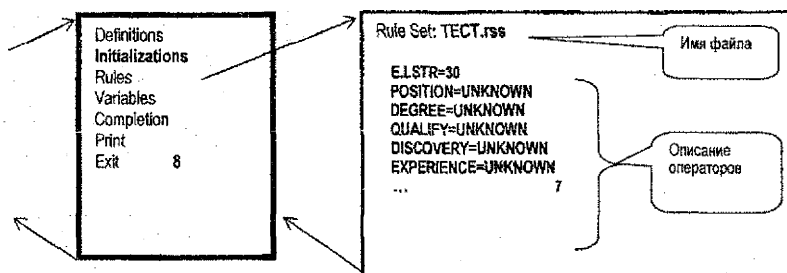 Definitions
Initializations
Rules
Variables
Completion
Print
Exit 8
Rule Set: ТЕСТ.rss
E.LSTR=30
POSITION=UNKNOWN
DEGREE=UNKNOWN
QUALIFY=UNKNOWN
DISCOVERY=UNKNOWN
EXPERIENCE=UNKNOWN
... 7
Имя файла
Описание
операторов